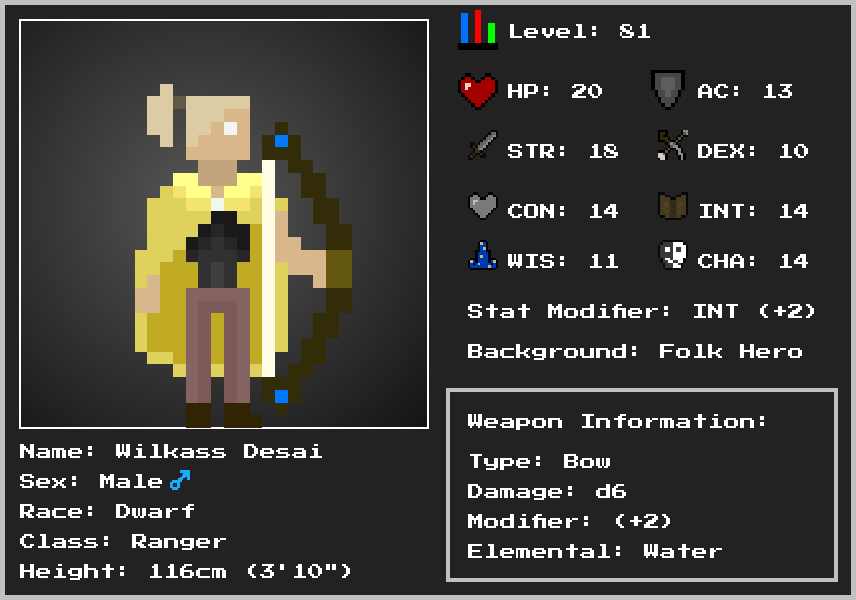 Level: 81
HP: 20
AC: 13
STR: 18
DEX: 10
CON: 14
INT: 14
WIS: 11
CHA: 14
Stat Modifier: INT (+2)
Background: Folk Hero
Weapon Information:
Type: Bow
Damage: d6
Modifier: (+2)
Elemental: Water
Name: Wilkass Desai
Sex: Male ♂
Race: Dwarf
Class: Ranger
Height: 116cm (3'10")